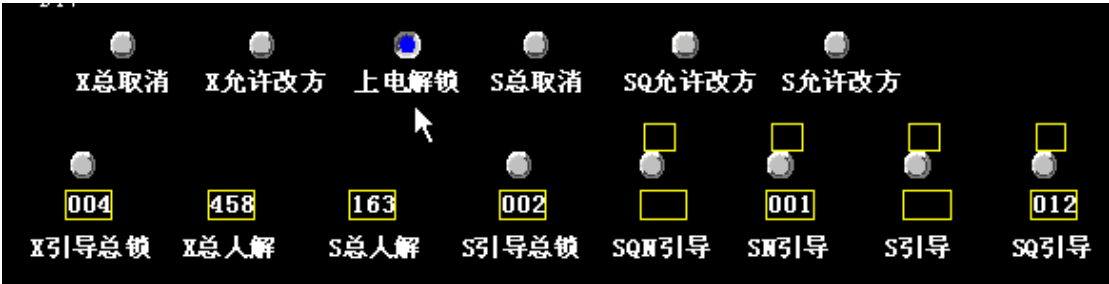 X总取消 X允许改方 上电解锁 S总取消 SQ允许改方 S允许改方
004 458 163 002 001 012
X引导总锁 X总人解 S总人解 S引导总锁 SQN引导 SN引导 S引导 SQ引导